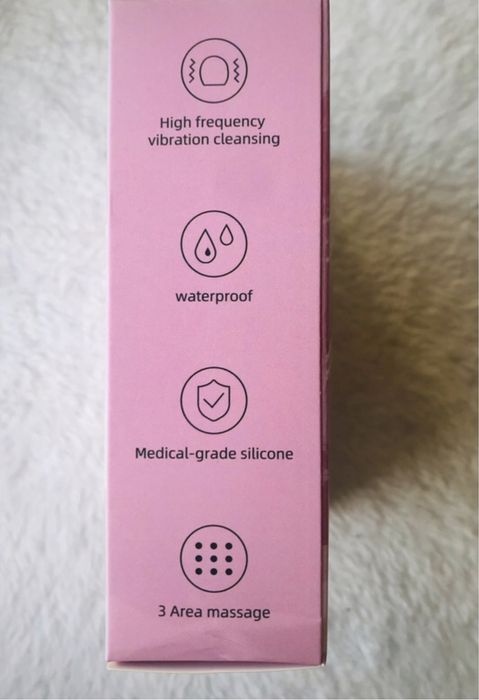 High frequency
vibration cleansing
waterproof
Medical-grade silicone
3 Area massage